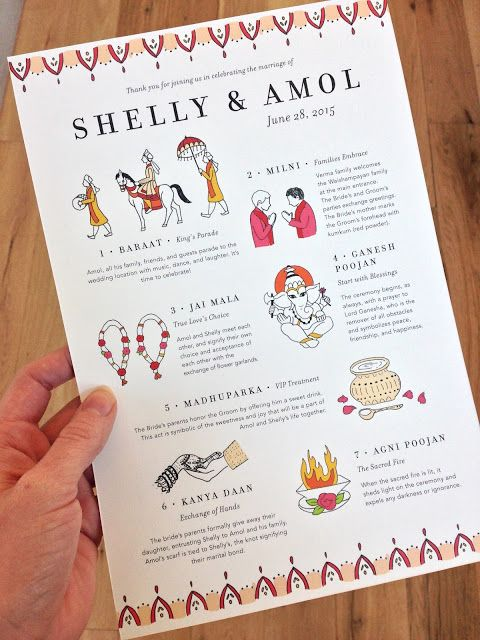 Thank you for joining us in celebrating the marriage of
SHELLY & AMOL
June 28, 2015
1 • BARAAT • King's Parade
Amol, all his family, friends, and guests parade to the
wedding location with music, dance, and laughter. It's
time to celebrate!
2 • MILNI • Families Embrace
Verma family welcomes
the Waishampayan family
at the main entrance.
The Bride's and Groom's
parties exchange greetings.
The Bride's mother marks
the Groom's forehead with
kumkum (red powder).
3 • JAI MALA
True Love's Choice
Amol and Shelly meet each
other, and signify their own
choice and acceptance of
each other with the
exchange of flower garlands.
4 • GANESH
POOJAN
Start with Blessings
The ceremony begins, as
always, with a prayer to
Lord Ganesha, who is the
remover of all obstacles
and symbolizes peace,
friendship, and happiness.
5 • MADHUPARKA • VIP Treatment
The Bride's parents honor the Groom by offering him a sweet drink.
This act is symbolic of the sweetness and joy that will be a part of
Amol and Shelly's life together.
6 • KANYA DAAN
Exchange of Hands
The bride's parents formally give away their
daughter, entrusting Shelly to Amol and his family.
Amol's scarf is tied to Shelly's, the knot signifying
their marital bond.
7 • AGNI POOJAN
The Sacred Fire
When the sacred fire is lit, it
sheds light on the ceremony and
expels any darkness or ignorance.